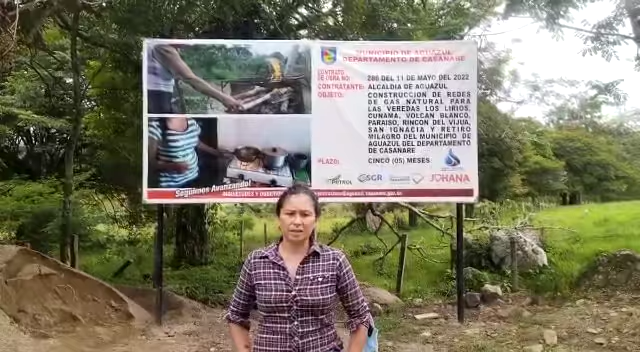 MUNICIPIO DE AGUAZUL
DEPARTAMENTO DE CASANARE
CONTRATO
DE OBRA NO: 286 DEL 11 DE MAYO DEL 2022
CONTRATANTE: ALCALDIA DE AGUAZUL
OBJETO: CONSTRUCCION DE REDES
DE GAS NATURAL PARA
LAS VEREDAS LOS LIRIOS,
CUNAMA, VOLCAN BLANCO,
PARAISO, RINCON DEL VIJUA,
SAN IGNACIA Y RETIRO
MILAGRO DEL MUNICIPIO DE
AGUAZUL DEL DEPARTAMENTO
DE CASANARE
PLAZO: CINCO (05) MESES
Seguimos Avanzando!
SGR
JOHANA